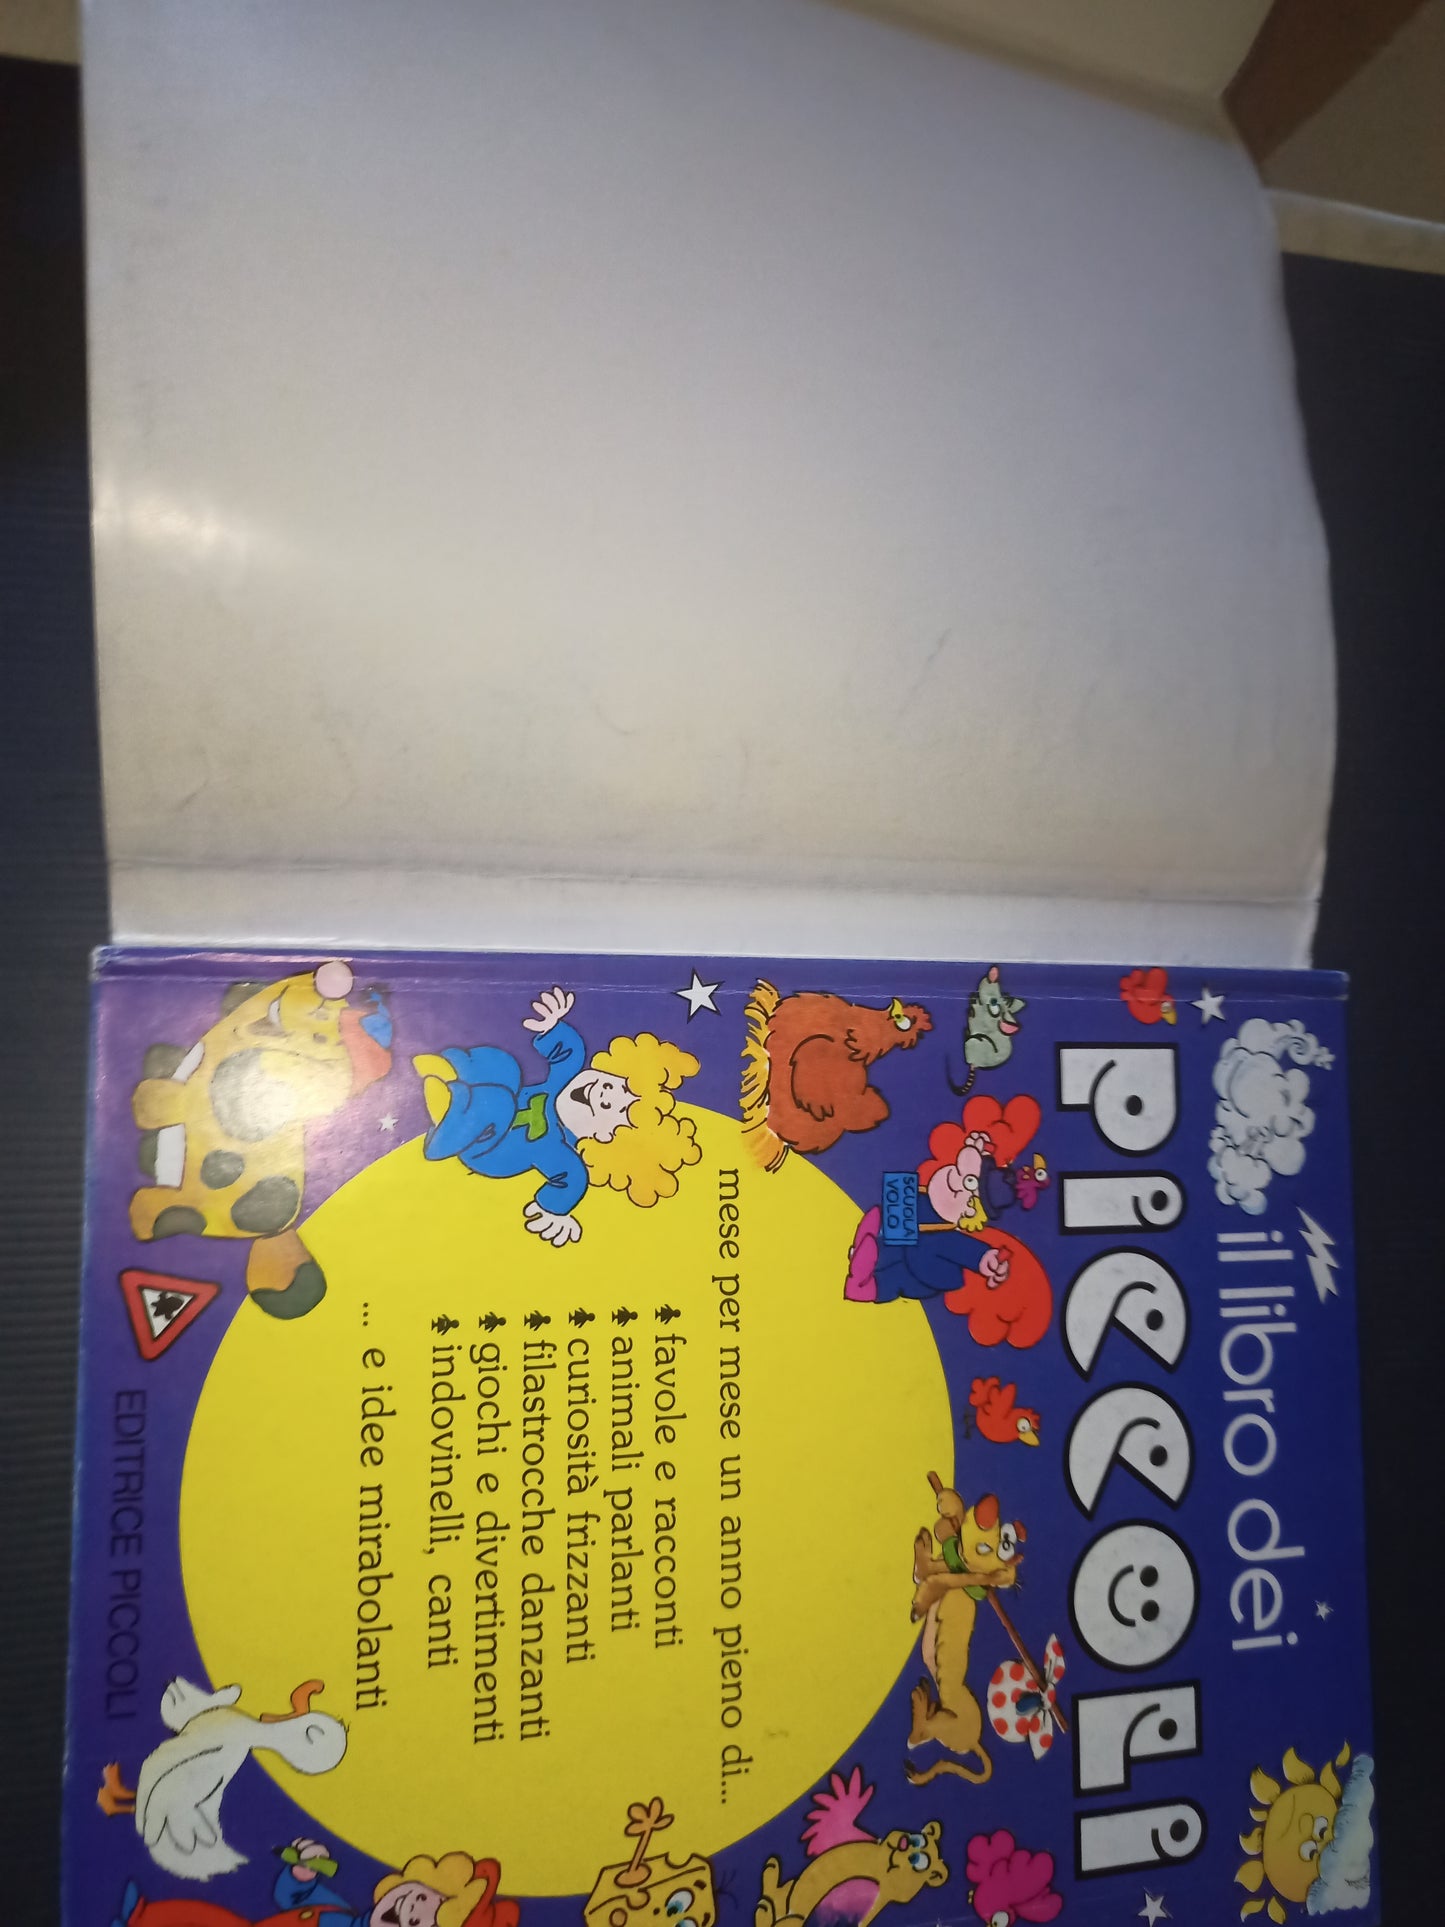 il libro dei
PICCOLI
SCUOLA
VOLO
mese per mese un anno pieno di...
favole e racconti
animali parlanti
curiosità frizzanti
filastrocche danzanti
giochi e divertimenti
indovinelli, canti
... e idee mirabolanti
EDITRICE PICCOLI